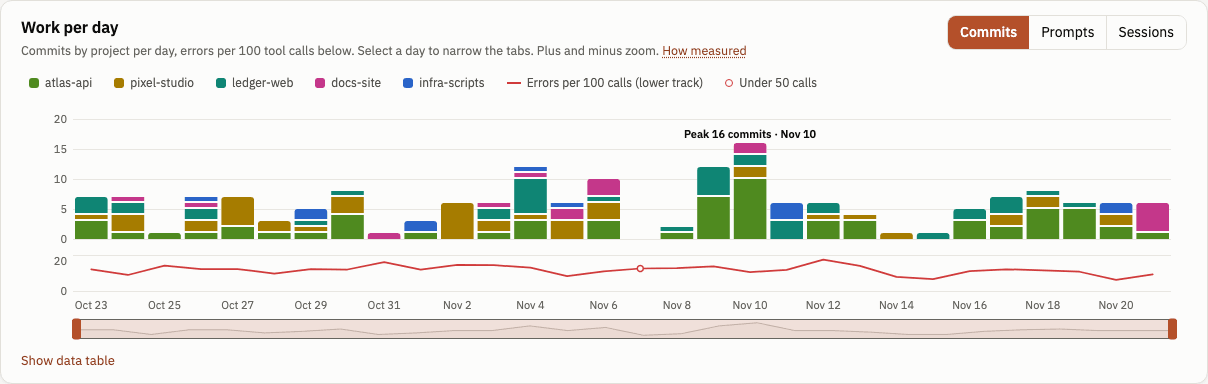 Work per day
Commits by project per day, errors per 100 tool calls below. Select a day to narrow the tabs. Plus and minus zoom. How measured
Commits Prompts Sessions
atlas-api pixel-studio ledger-web docs-site infra-scripts Errors per 100 calls (lower track) Under 50 calls
20
Peak 16 commits · Nov 10
15
10
5
0
20
0
Oct 23 Oct 25 Oct 27 Oct 29 Oct 31 Nov 2 Nov 4 Nov 6 Nov 8 Nov 10 Nov 12 Nov 14 Nov 16 Nov 18 Nov 20
Show data table